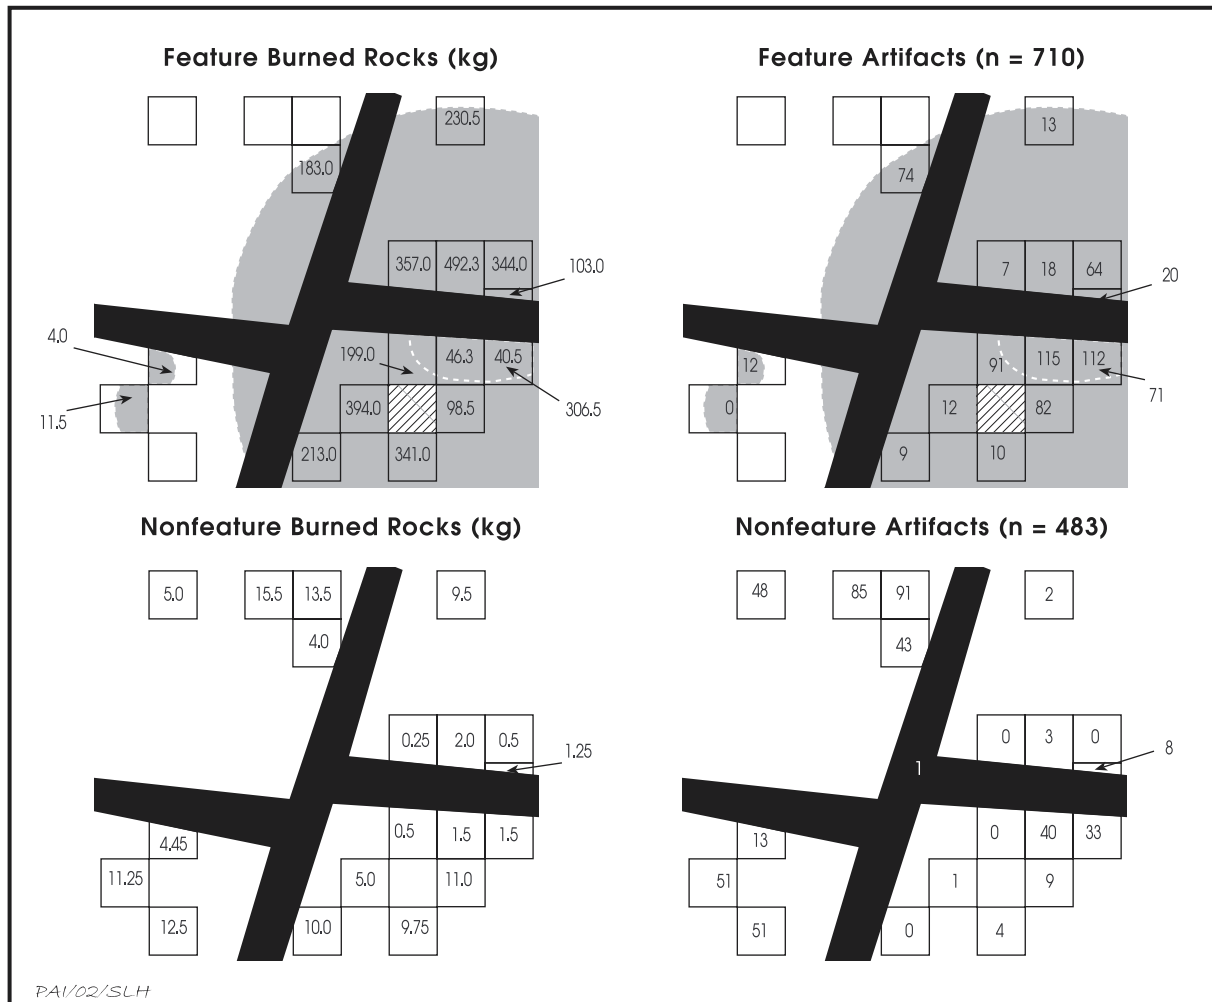 Feature Burned Rocks (kg)
230.5
183.0
357.0 492.3 344.0
103.0
4.0
199.0 46.3 40.5
11.5
394.0 98.5
306.5
213.0 341.0
Feature Artifacts (n = 710)
13
74
7 18 64
20
12
91 115 112
71
0
12 82
9 10
Nonfeature Burned Rocks (kg)
5.0 15.5 13.5 9.5
4.0
0.25 2.0 0.5
1.25
4.45
0.5 1.5 1.5
11.25
5.0 11.0
12.5 10.0 9.75
Nonfeature Artifacts (n = 483)
48 85 91 2
43
0 3 0
8
1
13
0 40 33
51
1 9
51 0 4
PAI/02/SLH